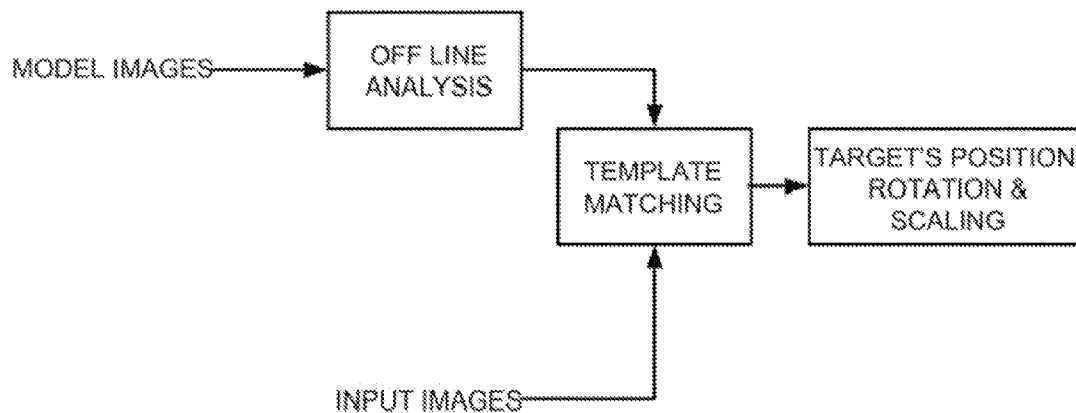 MODEL IMAGES
OFF LINE
ANALYSIS
TEMPLATE
MATCHING
TARGET'S POSITION
ROTATION &
SCALING
INPUT IMAGES